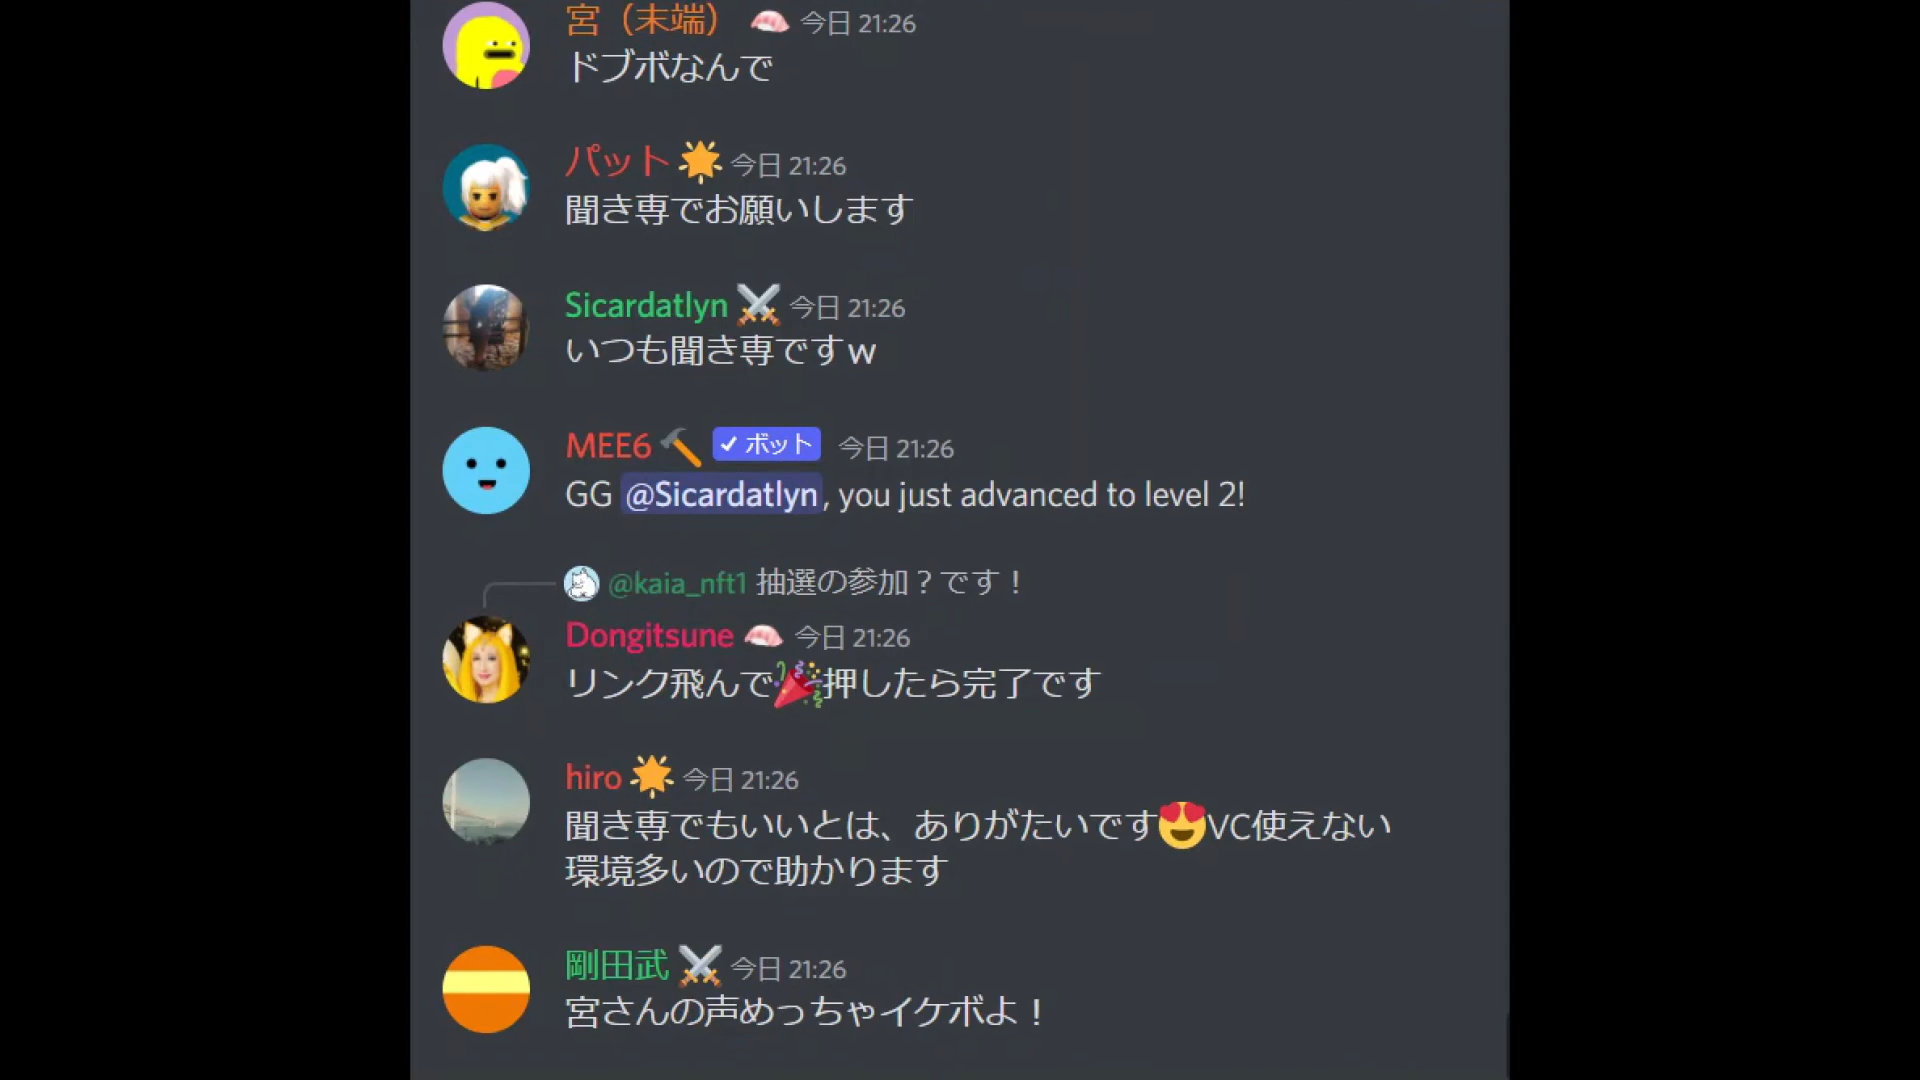 宮（末端） 今日 21:26
ドブボなんで
パット 今日 21:26
聞き専でお願いします
Sicardatlyn 今日 21:26
いつも聞き専ですw
MEE6 ✓ボット 今日 21:26
GG @Sicardatlyn, you just advanced to level 2!
@kaia_nft1 抽選の参加？です！
Dongitsune 今日 21:26
リンク飛んで🎉押したら完了です
hiro 今日 21:26
聞き専でもいいとは、ありがたいです😍VC使えない
環境多いので助かります
剛田武 今日 21:26
宮さんの声めっちゃイケボよ！